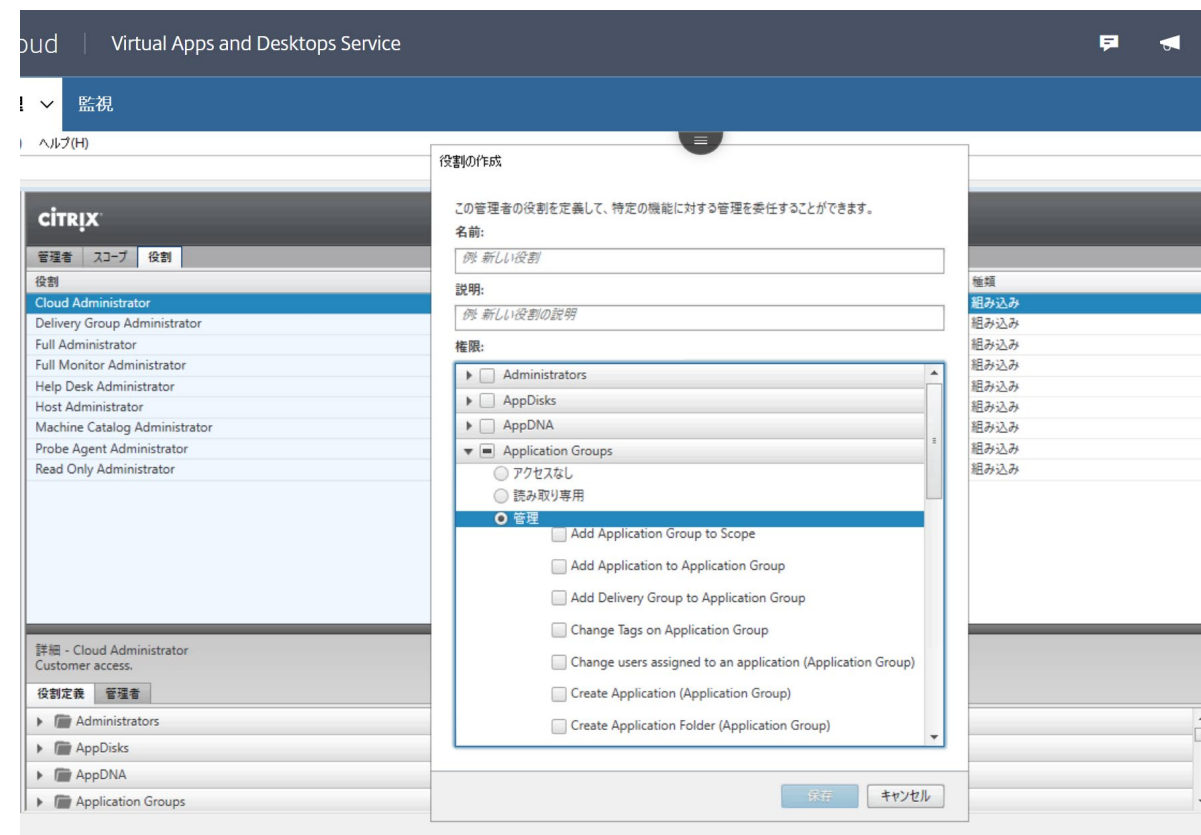 oud | Virtual Apps and Desktops Service
監視
ヘルプ(H)
役割の作成
CİTRIX
管理者 スコープ 役割
役割
種類
Cloud Administrator
組み込み
Delivery Group Administrator
組み込み
Full Administrator
組み込み
Full Monitor Administrator
組み込み
Help Desk Administrator
組み込み
Host Administrator
組み込み
Machine Catalog Administrator
組み込み
Probe Agent Administrator
組み込み
Read Only Administrator
組み込み
この管理者の役割を定義して、特定の機能に対する管理を委任することができます。
名前:
例: 新しい役割
説明:
例: 新しい役割の説明
権限:
Administrators
AppDisks
AppDNA
Application Groups
アクセスなし
読み取り専用
管理
Add Application Group to Scope
Add Application to Application Group
Add Delivery Group to Application Group
Change Tags on Application Group
Change users assigned to an application (Application Group)
Create Application (Application Group)
Create Application Folder (Application Group)
保存 キャンセル
詳細 - Cloud Administrator
Customer access.
役割定義 管理者
Administrators
AppDisks
AppDNA
Application Groups